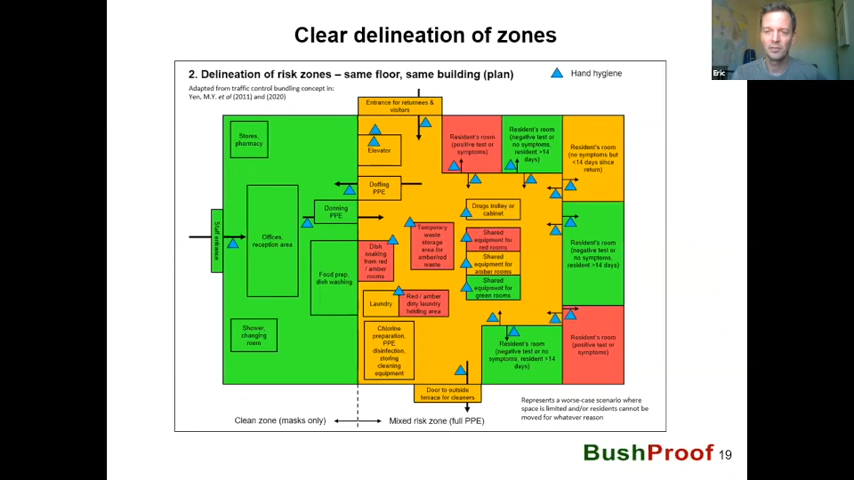 Clear delineation of zones
Eric
2. Delineation of risk zones – same floor, same building (plan)
Hand hygiene
Adapted from traffic control bundling concept in:
Yen, M.Y. et al (2011) and (2020)
Entrance for returnees &
visitors
Stores,
pharmacy
Elevator
Resident's room
(positive test or
symptoms)
Resident's room
(negative test or
no symptoms,
resident >14
days)
Resident's room
(no symptoms but
<14 days since
return)
Doffing
PPE
Donning
PPE
Drugs trolley or
cabinet
Staff entrance
Offices,
reception area
Temporary
waste
storage
area for
amber/red
waste
Shared
equipment for
red rooms
Shared
equipment for
amber rooms
Shared
equipment for
green rooms
Dish
soaking
from red
/ amber
rooms
Food prep,
dish washing
Resident's room
(negative test or
no symptoms,
resident >14 days)
Laundry
Red / amber
dirty laundry
holding area
Shower,
changing
room
Chlorine
preparation,
PPE
disinfection,
storing
cleaning
equipment
Resident's room
(negative test or no
symptoms, resident >14
days)
Resident's room
(positive test or
symptoms)
Door to outside
terrace for cleaners
Represents a worse-case scenario where
space is limited and/or residents cannot be
moved for whatever reason
Clean zone (masks only)
Mixed risk zone (full PPE)
BushProof
19